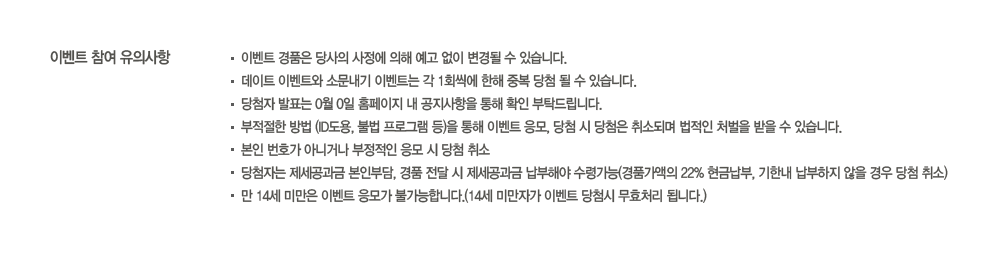 이벤트 참여 유의사항
▪ 이벤트 경품은 당사의 사정에 의해 예고 없이 변경될 수 있습니다.
▪ 데이트 이벤트와 소문내기 이벤트는 각 1회씩에 한해 중복 당첨 될 수 있습니다.
▪ 당첨자 발표는 0월 0일 홈페이지 내 공지사항을 통해 확인 부탁드립니다.
▪ 부적절한 방법 (ID도용, 불법 프로그램 등)을 통해 이벤트 응모, 당첨 시 당첨은 취소되며 법적인 처벌을 받을 수 있습니다.
▪ 본인 번호가 아니거나 부정적인 응모 시 당첨 취소
▪ 당첨자는 제세공과금 본인부담, 경품 전달 시 제세공과금 납부해야 수령가능(경품가액의 22% 현금납부, 기한내 납부하지 않을 경우 당첨 취소)
▪ 만 14세 미만은 이벤트 응모가 불가능합니다.(14세 미만자가 이벤트 당첨시 무효처리 됩니다.)